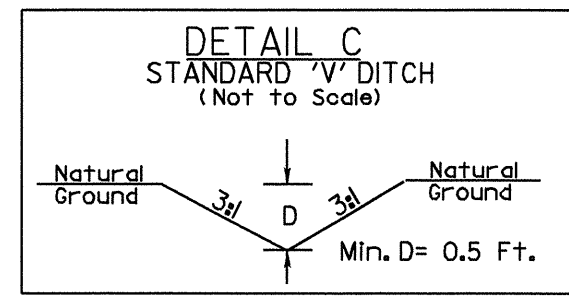 DETAIL C
STANDARD 'V' DITCH
(Not to Scale)
Natural
Ground
3:1
D
3:1
Natural
Ground
Min. D= 0.5 Ft.